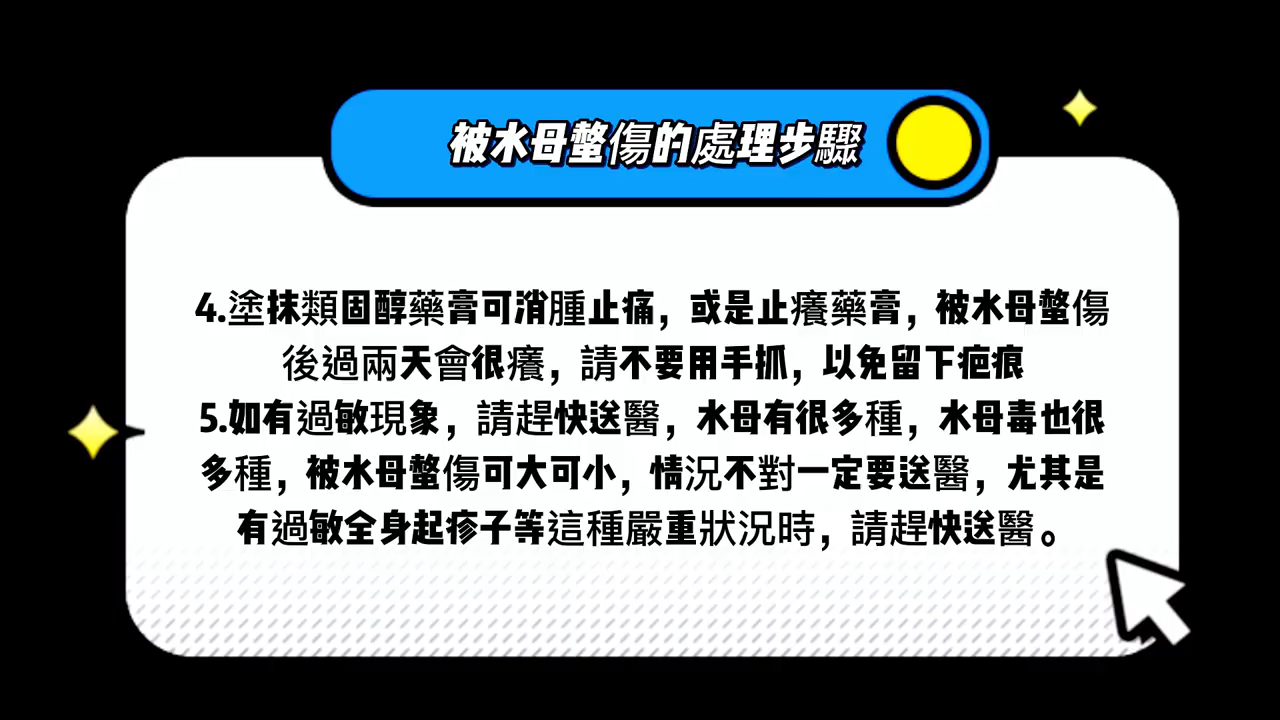 被水母螫傷的處理步驟
4.塗抹類固醇藥膏可消腫止痛，或是止癢藥膏，被水母螫傷
後過兩天會很癢，請不要用手抓，以免留下疤痕
5.如有過敏現象，請趕快送醫，水母有很多種，水母毒也很
多種，被水母螫傷可大可小，情況不對一定要送醫，尤其是
有過敏全身起疹子等這種嚴重狀況時，請趕快送醫。